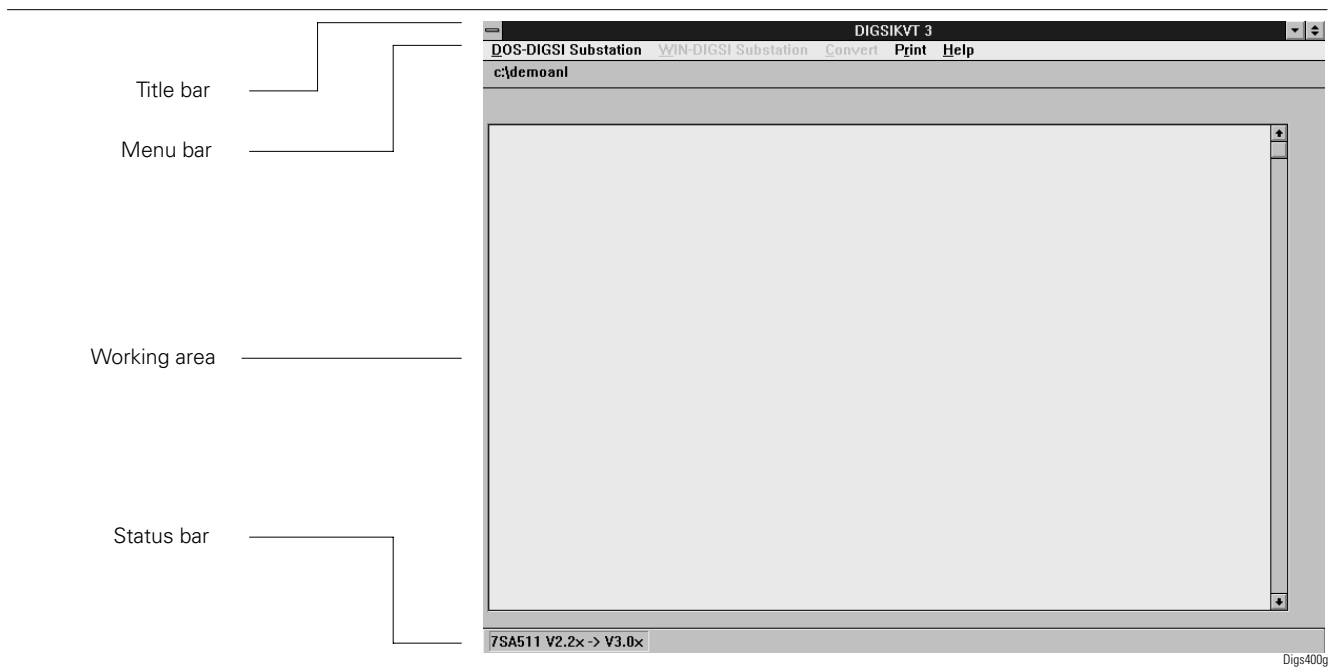 DIGSIKVT 3
DOS-DIGSI Substation WIN-DIGSI Substation Convert Print Help
c:\demoanl
Title bar
Menu bar
Working area
Status bar
7SA511 V2.2x -> V3.0x
Digs400g